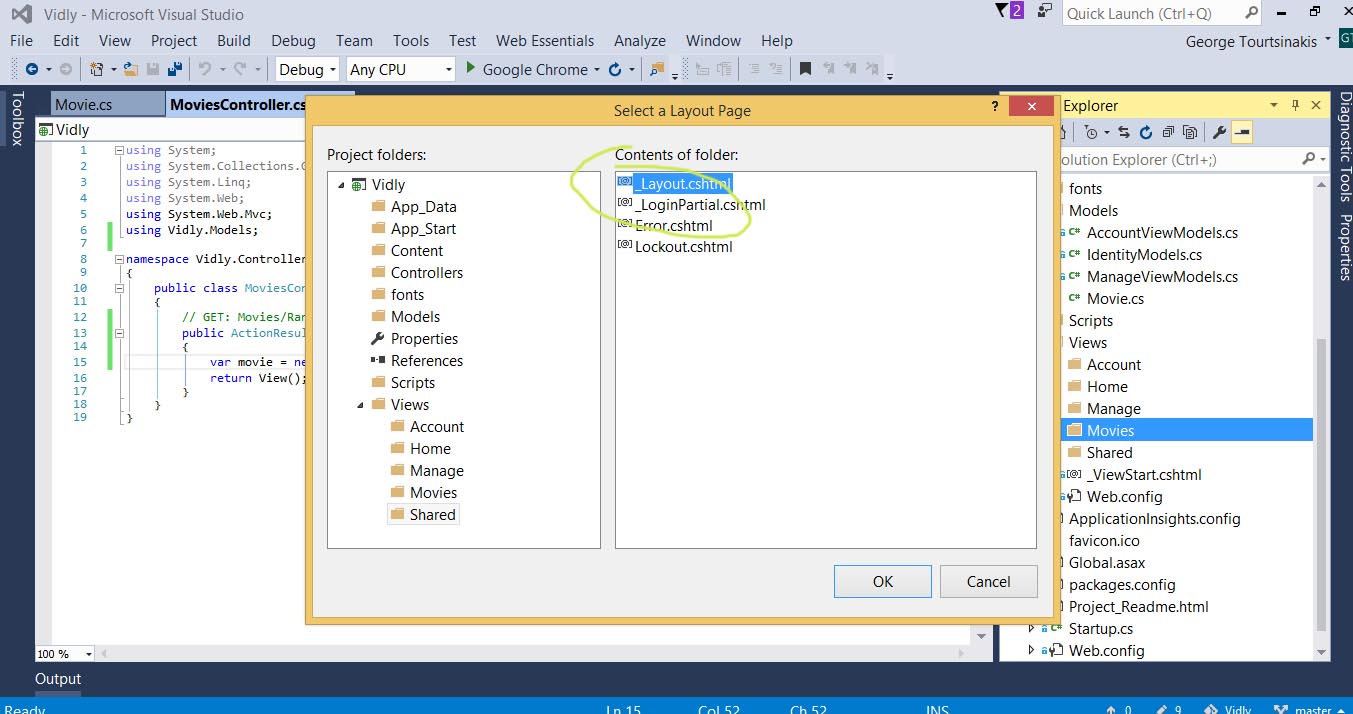 Vidly - Microsoft Visual Studio
2
Quick Launch (Ctrl+Q)
File Edit View Project Build Debug Team Tools Test Web Essentials Analyze Window Help
George Tourtsinakis
GT
Debug Any CPU Google Chrome
Toolbox
Movie.cs MoviesController.cs
Vidly
1 using System;
2 using System.Collections.
3 using System.Linq;
4 using System.Web;
5 using System.Web.Mvc;
6 using Vidly.Models;
7
8 namespace Vidly.Controller
9 {
10 public class MoviesCon
11 {
12 // GET: Movies/Ran
13 public ActionResul
14 {
15 var movie = ne
16 return View();
17 }
18 }
19 }
100 %
Select a Layout Page
?
Project folders:
Vidly
App_Data
App_Start
Content
Controllers
fonts
Models
Properties
References
Scripts
Views
Account
Home
Manage
Movies
Shared
Contents of folder:
_Layout.cshtml
_LoginPartial.cshtml
Error.cshtml
Lockout.cshtml
OK Cancel
Explorer
olution Explorer (Ctrl+;)
fonts
Models
AccountViewModels.cs
IdentityModels.cs
ManageViewModels.cs
Movie.cs
Scripts
Views
Account
Home
Manage
Movies
Shared
_ViewStart.cshtml
Web.config
ApplicationInsights.config
favicon.ico
Global.asax
packages.config
Project_Readme.html
Startup.cs
Web.config
Diagnostic Tools
Properties
Output
Ready Ln 15 Col 52 Ch 52 INS 0 9 Vidly master